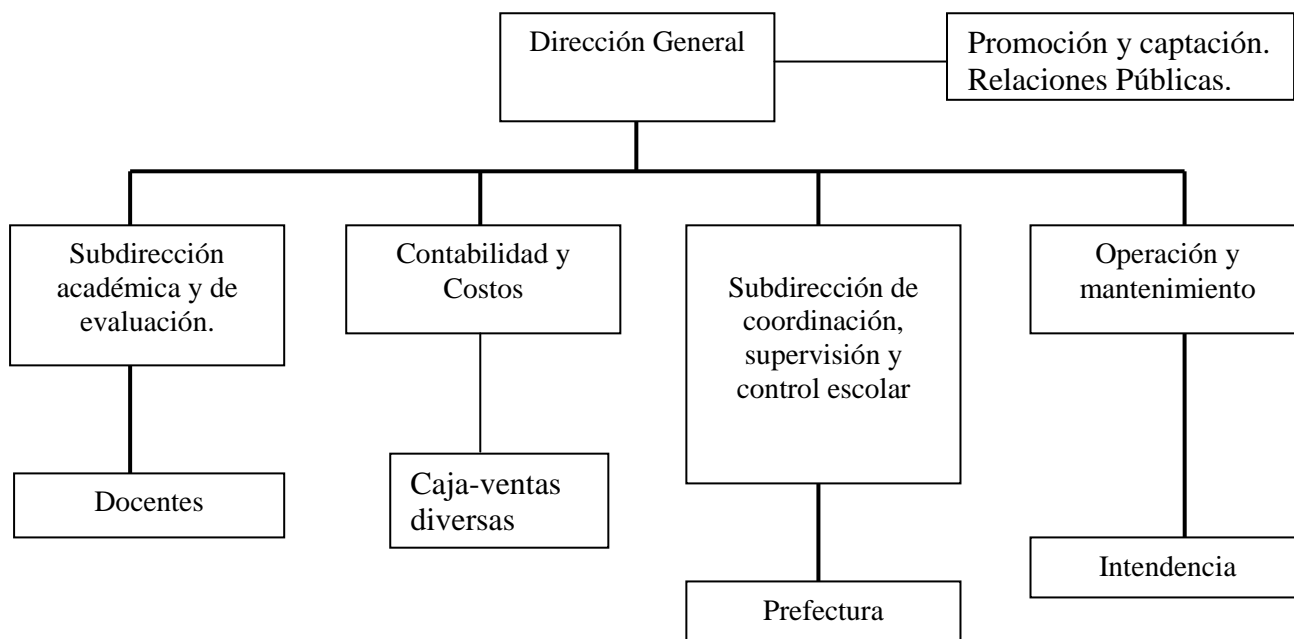 Dirección General
Promoción y captación.
Relaciones Públicas.
Subdirección
académica y de
evaluación.
Contabilidad y
Costos
Subdirección de
coordinación,
supervisión y
control escolar
Operación y
mantenimiento
Docentes
Caja-ventas
diversas
Prefectura
Intendencia